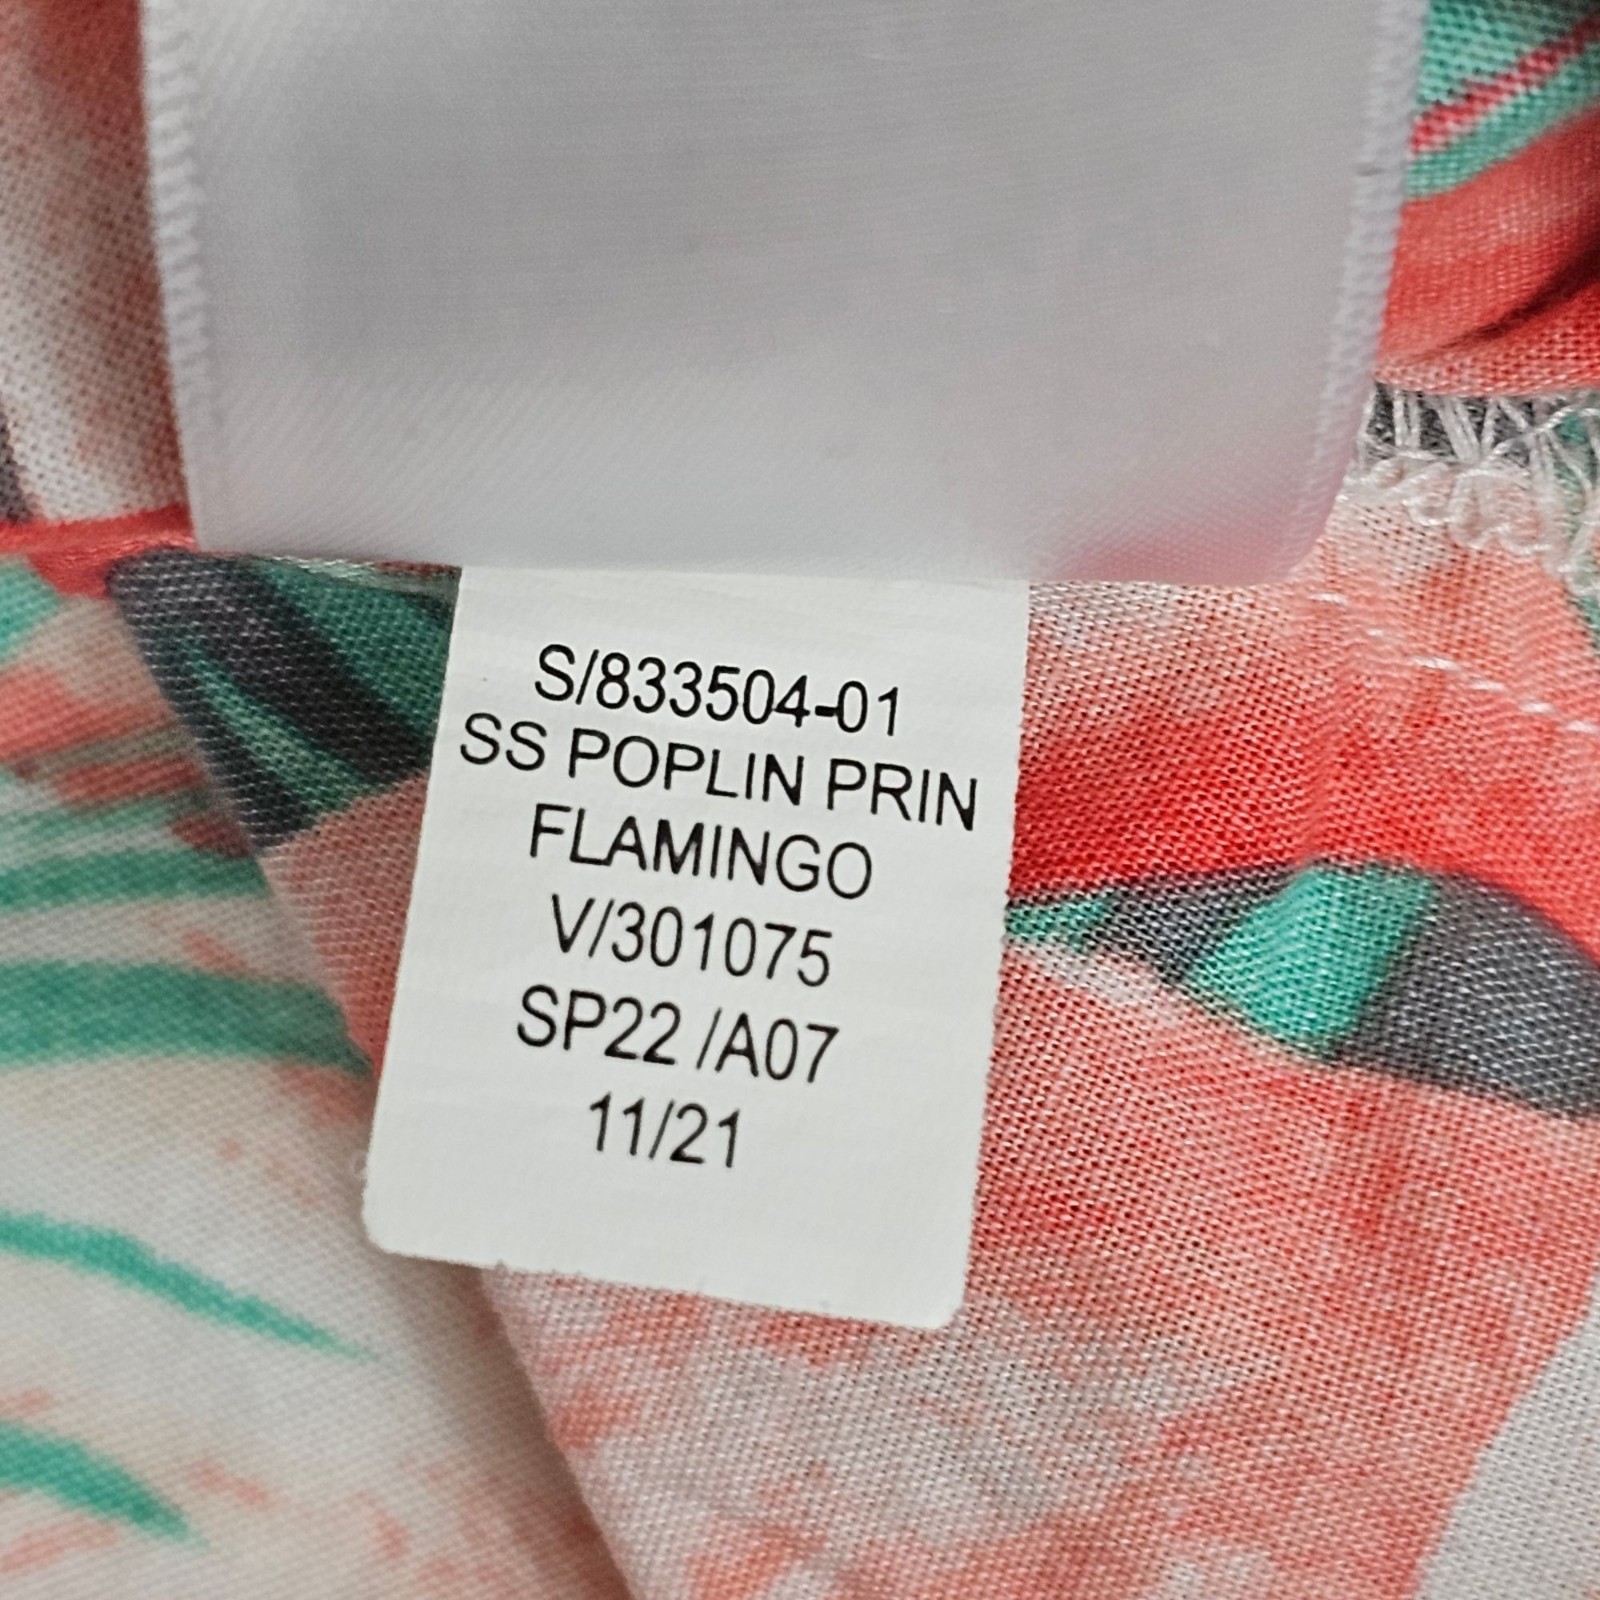 S/833504-01
SS POPLIN PRIN
FLAMINGO
V/301075
SP22 /A07
11/21